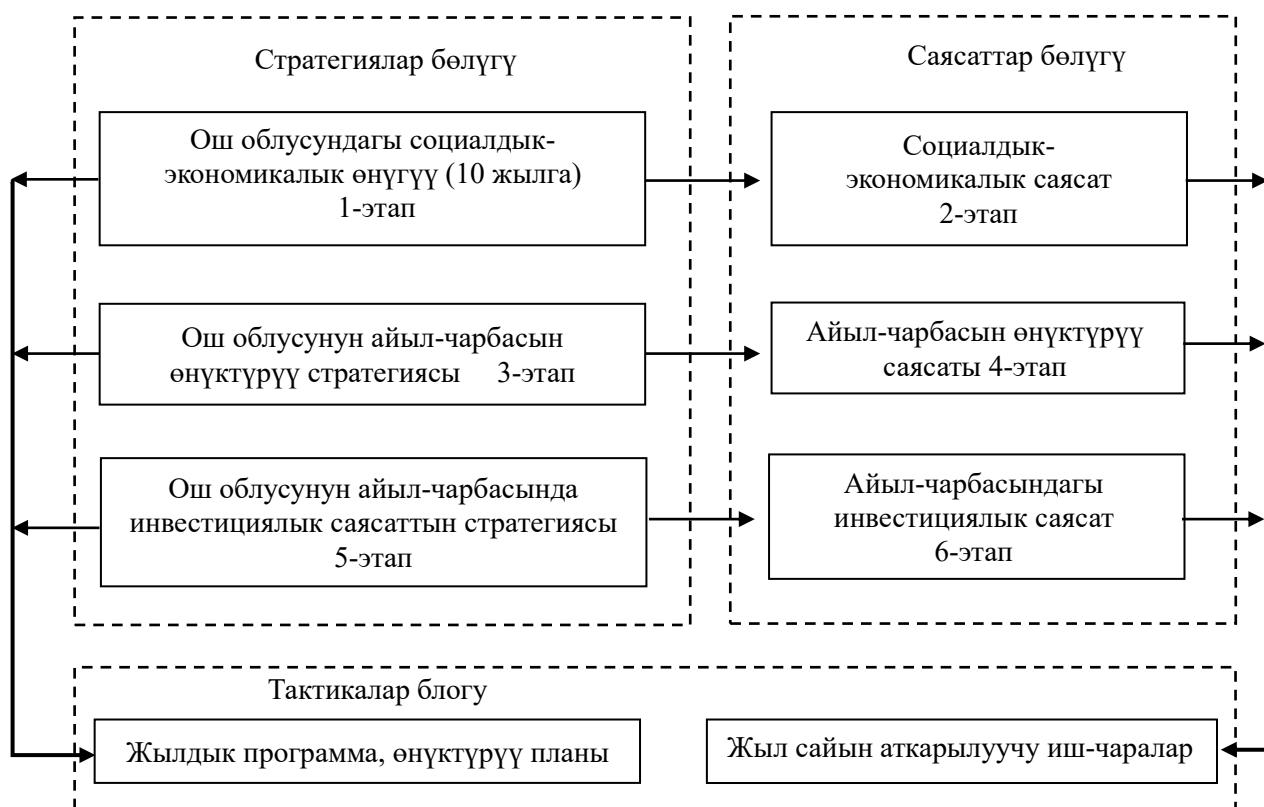 Стратегиялар бөлүгү
Ош облусундагы социалдык-
экономикалык өнүгүү (10 жылга)
1-этап
Ош облусунун айыл-чарбасын
өнүктүрүү стратегиясы 3-этап
Ош облусунун айыл-чарбасында
инвестициялык саясаттын стратегиясы
5-этап
Саясаттар бөлүгү
Социалдык-
экономикалык саясат
2-этап
Айыл-чарбасын өнүктүрүү
саясаты 4-этап
Айыл-чарбасындагы
инвестициялык саясат
6-этап
Тактикалар блогу
Жылдык программа, өнүктүрүү планы
Жыл сайын аткарылуучу иш-чаралар